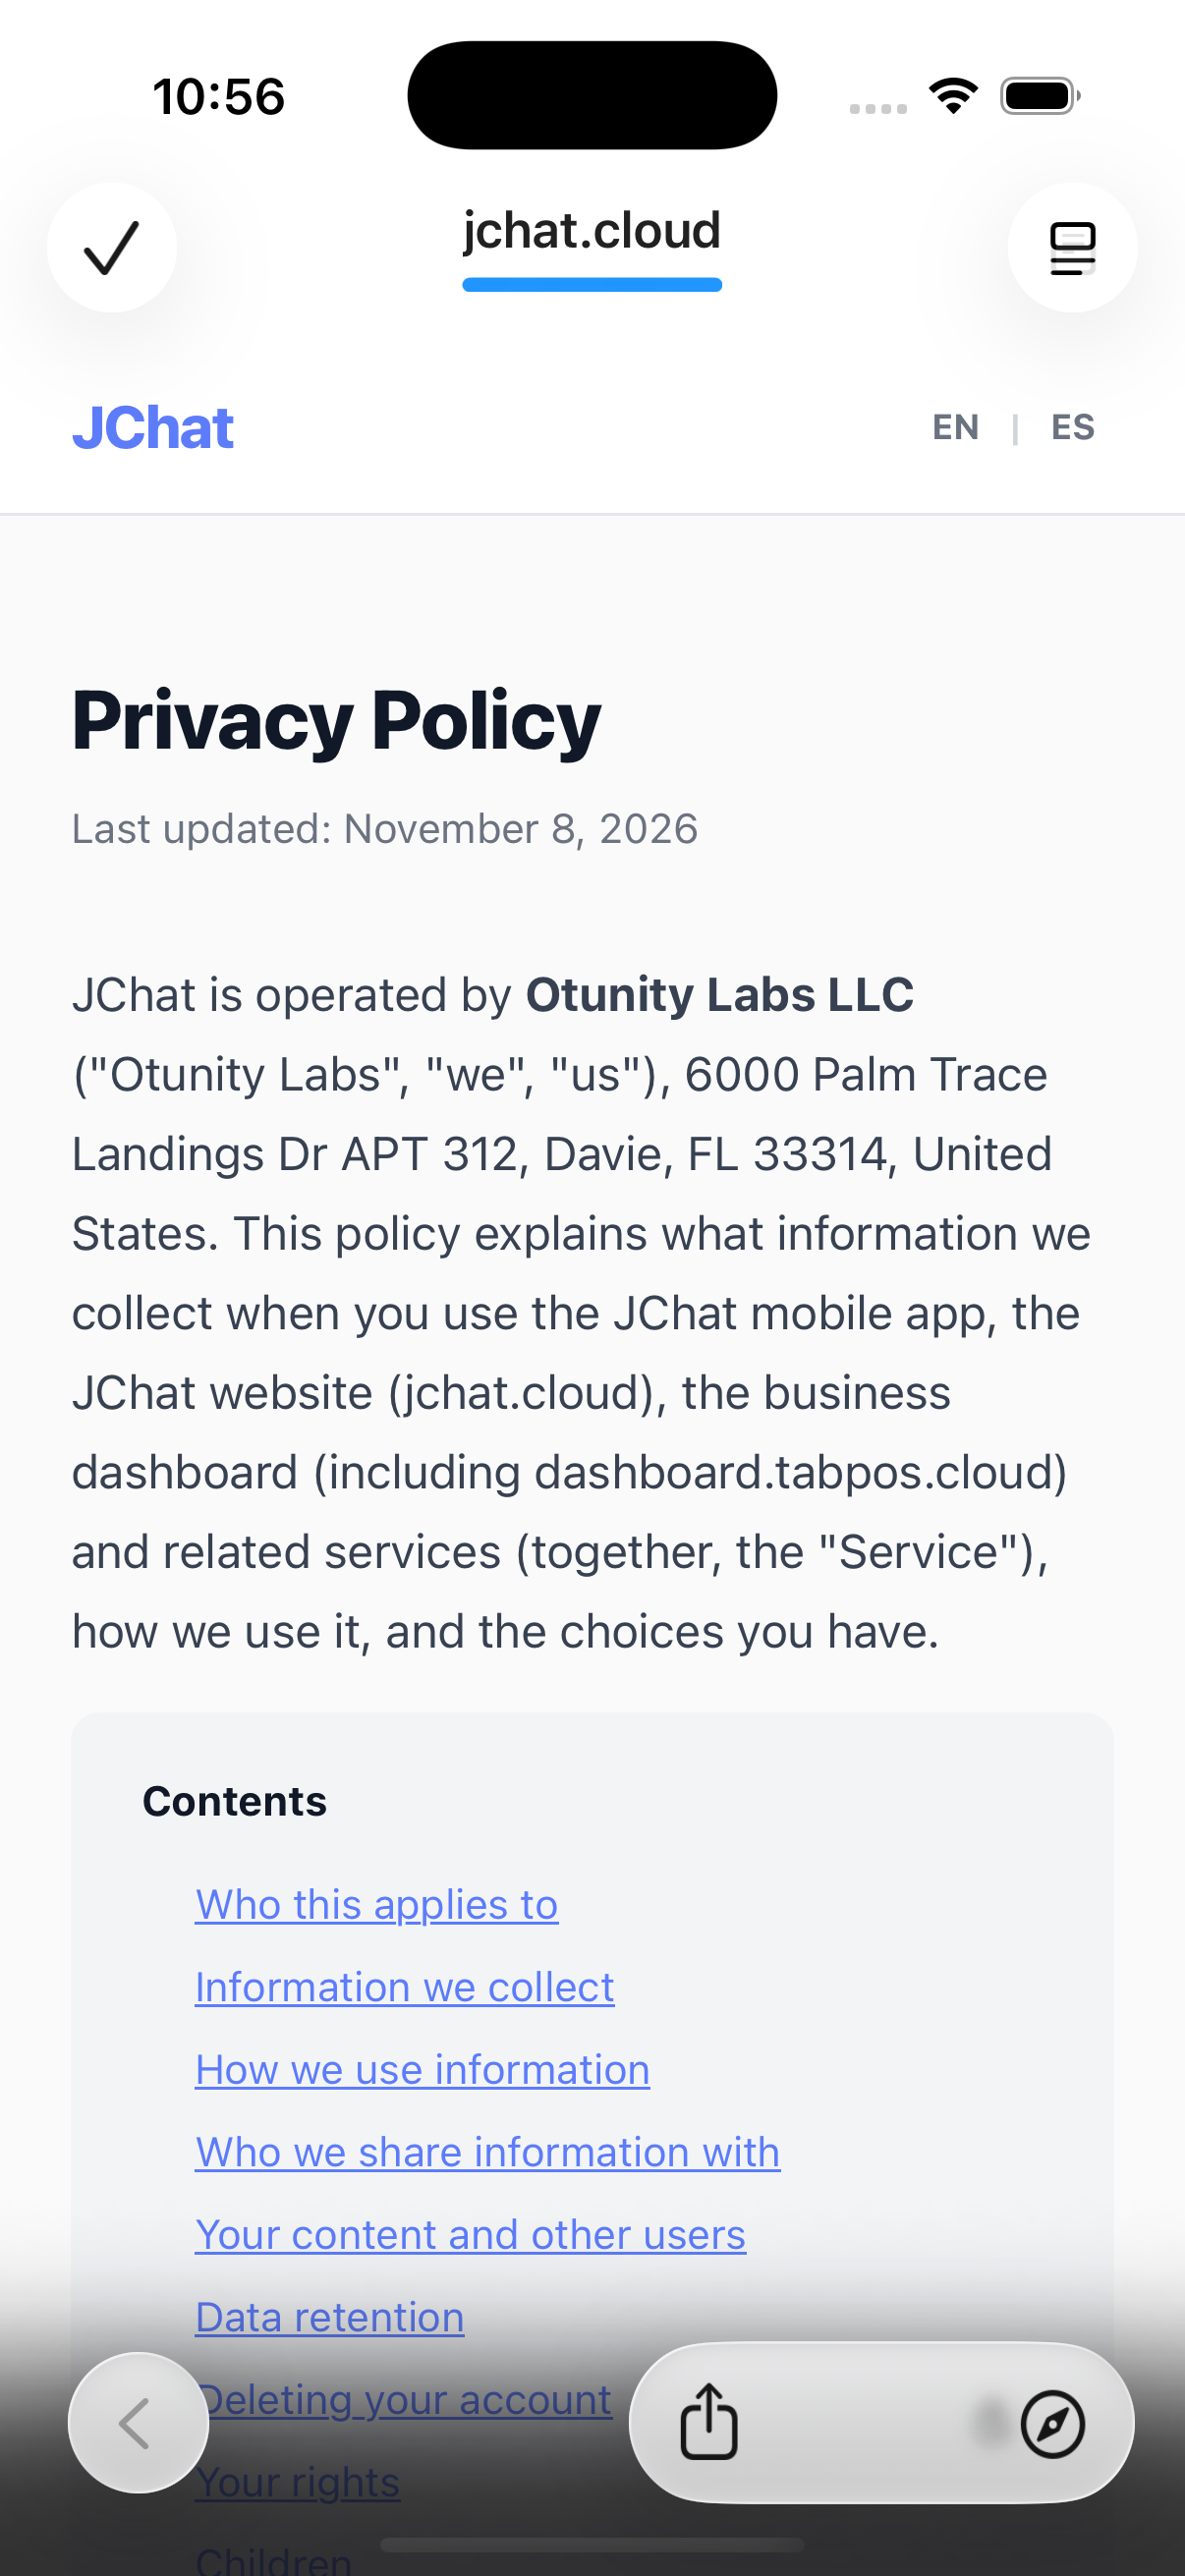 10:56
jchat.cloud
JChat
EN | ES
Privacy Policy
Last updated: November 8, 2026
JChat is operated by Otunity Labs LLC
("Otunity Labs", "we", "us"), 6000 Palm Trace
Landings Dr APT 312, Davie, FL 33314, United
States. This policy explains what information we
collect when you use the JChat mobile app, the
JChat website (jchat.cloud), the business
dashboard (including dashboard.tabpos.cloud)
and related services (together, the "Service"),
how we use it, and the choices you have.
Contents
Who this applies to
Information we collect
How we use information
Who we share information with
Your content and other users
Data retention
Deleting your account
Your rights
Children